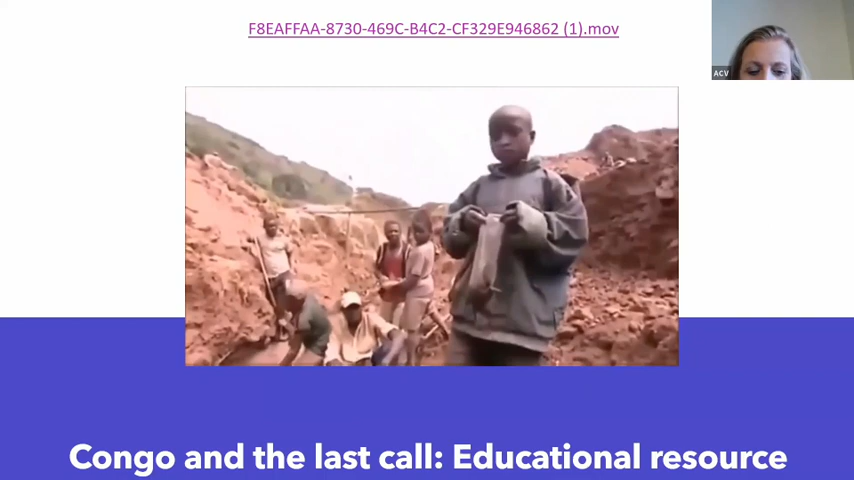 F8EAFFAA-8730-469C-B4C2-CF329E946862 (1).mov
ACV
Congo and the last call: Educational resource